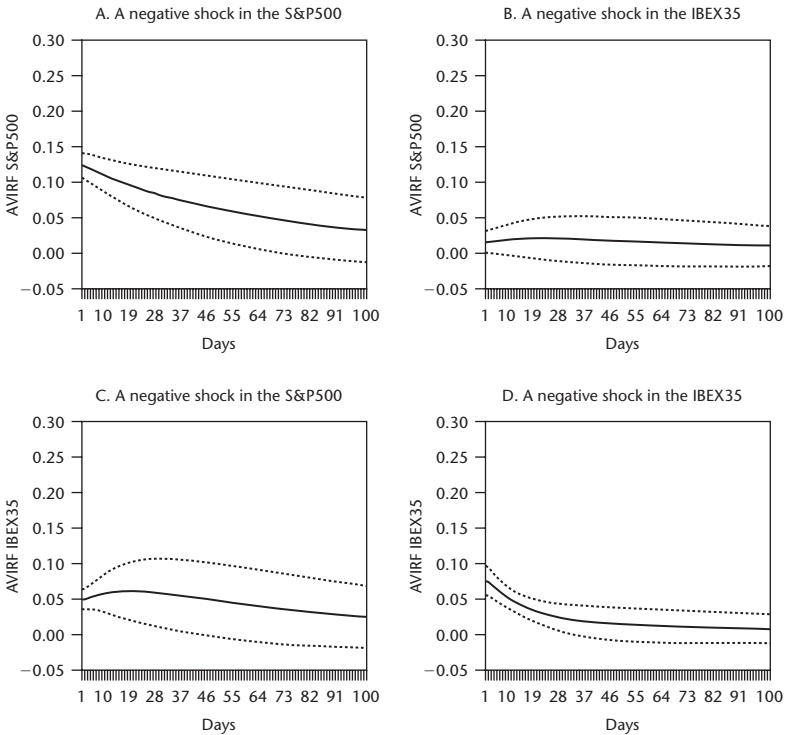 A. A negative shock in the S&P500
AVIRF S&P500
0.30
0.25
0.20
0.15
0.10
0.05
0.00
−0.05
1 10 19 28 37 46 55 64 73 82 91 100
Days
B. A negative shock in the IBEX35
AVIRF S&P500
0.30
0.25
0.20
0.15
0.10
0.05
0.00
−0.05
1 10 19 28 37 46 55 64 73 82 91 100
Days
C. A negative shock in the S&P500
AVIRF IBEX35
0.30
0.25
0.20
0.15
0.10
0.05
0.00
−0.05
1 10 19 28 37 46 55 64 73 82 91 100
Days
D. A negative shock in the IBEX35
AVIRF IBEX35
0.30
0.25
0.20
0.15
0.10
0.05
0.00
−0.05
1 10 19 28 37 46 55 64 73 82 91 100
Days